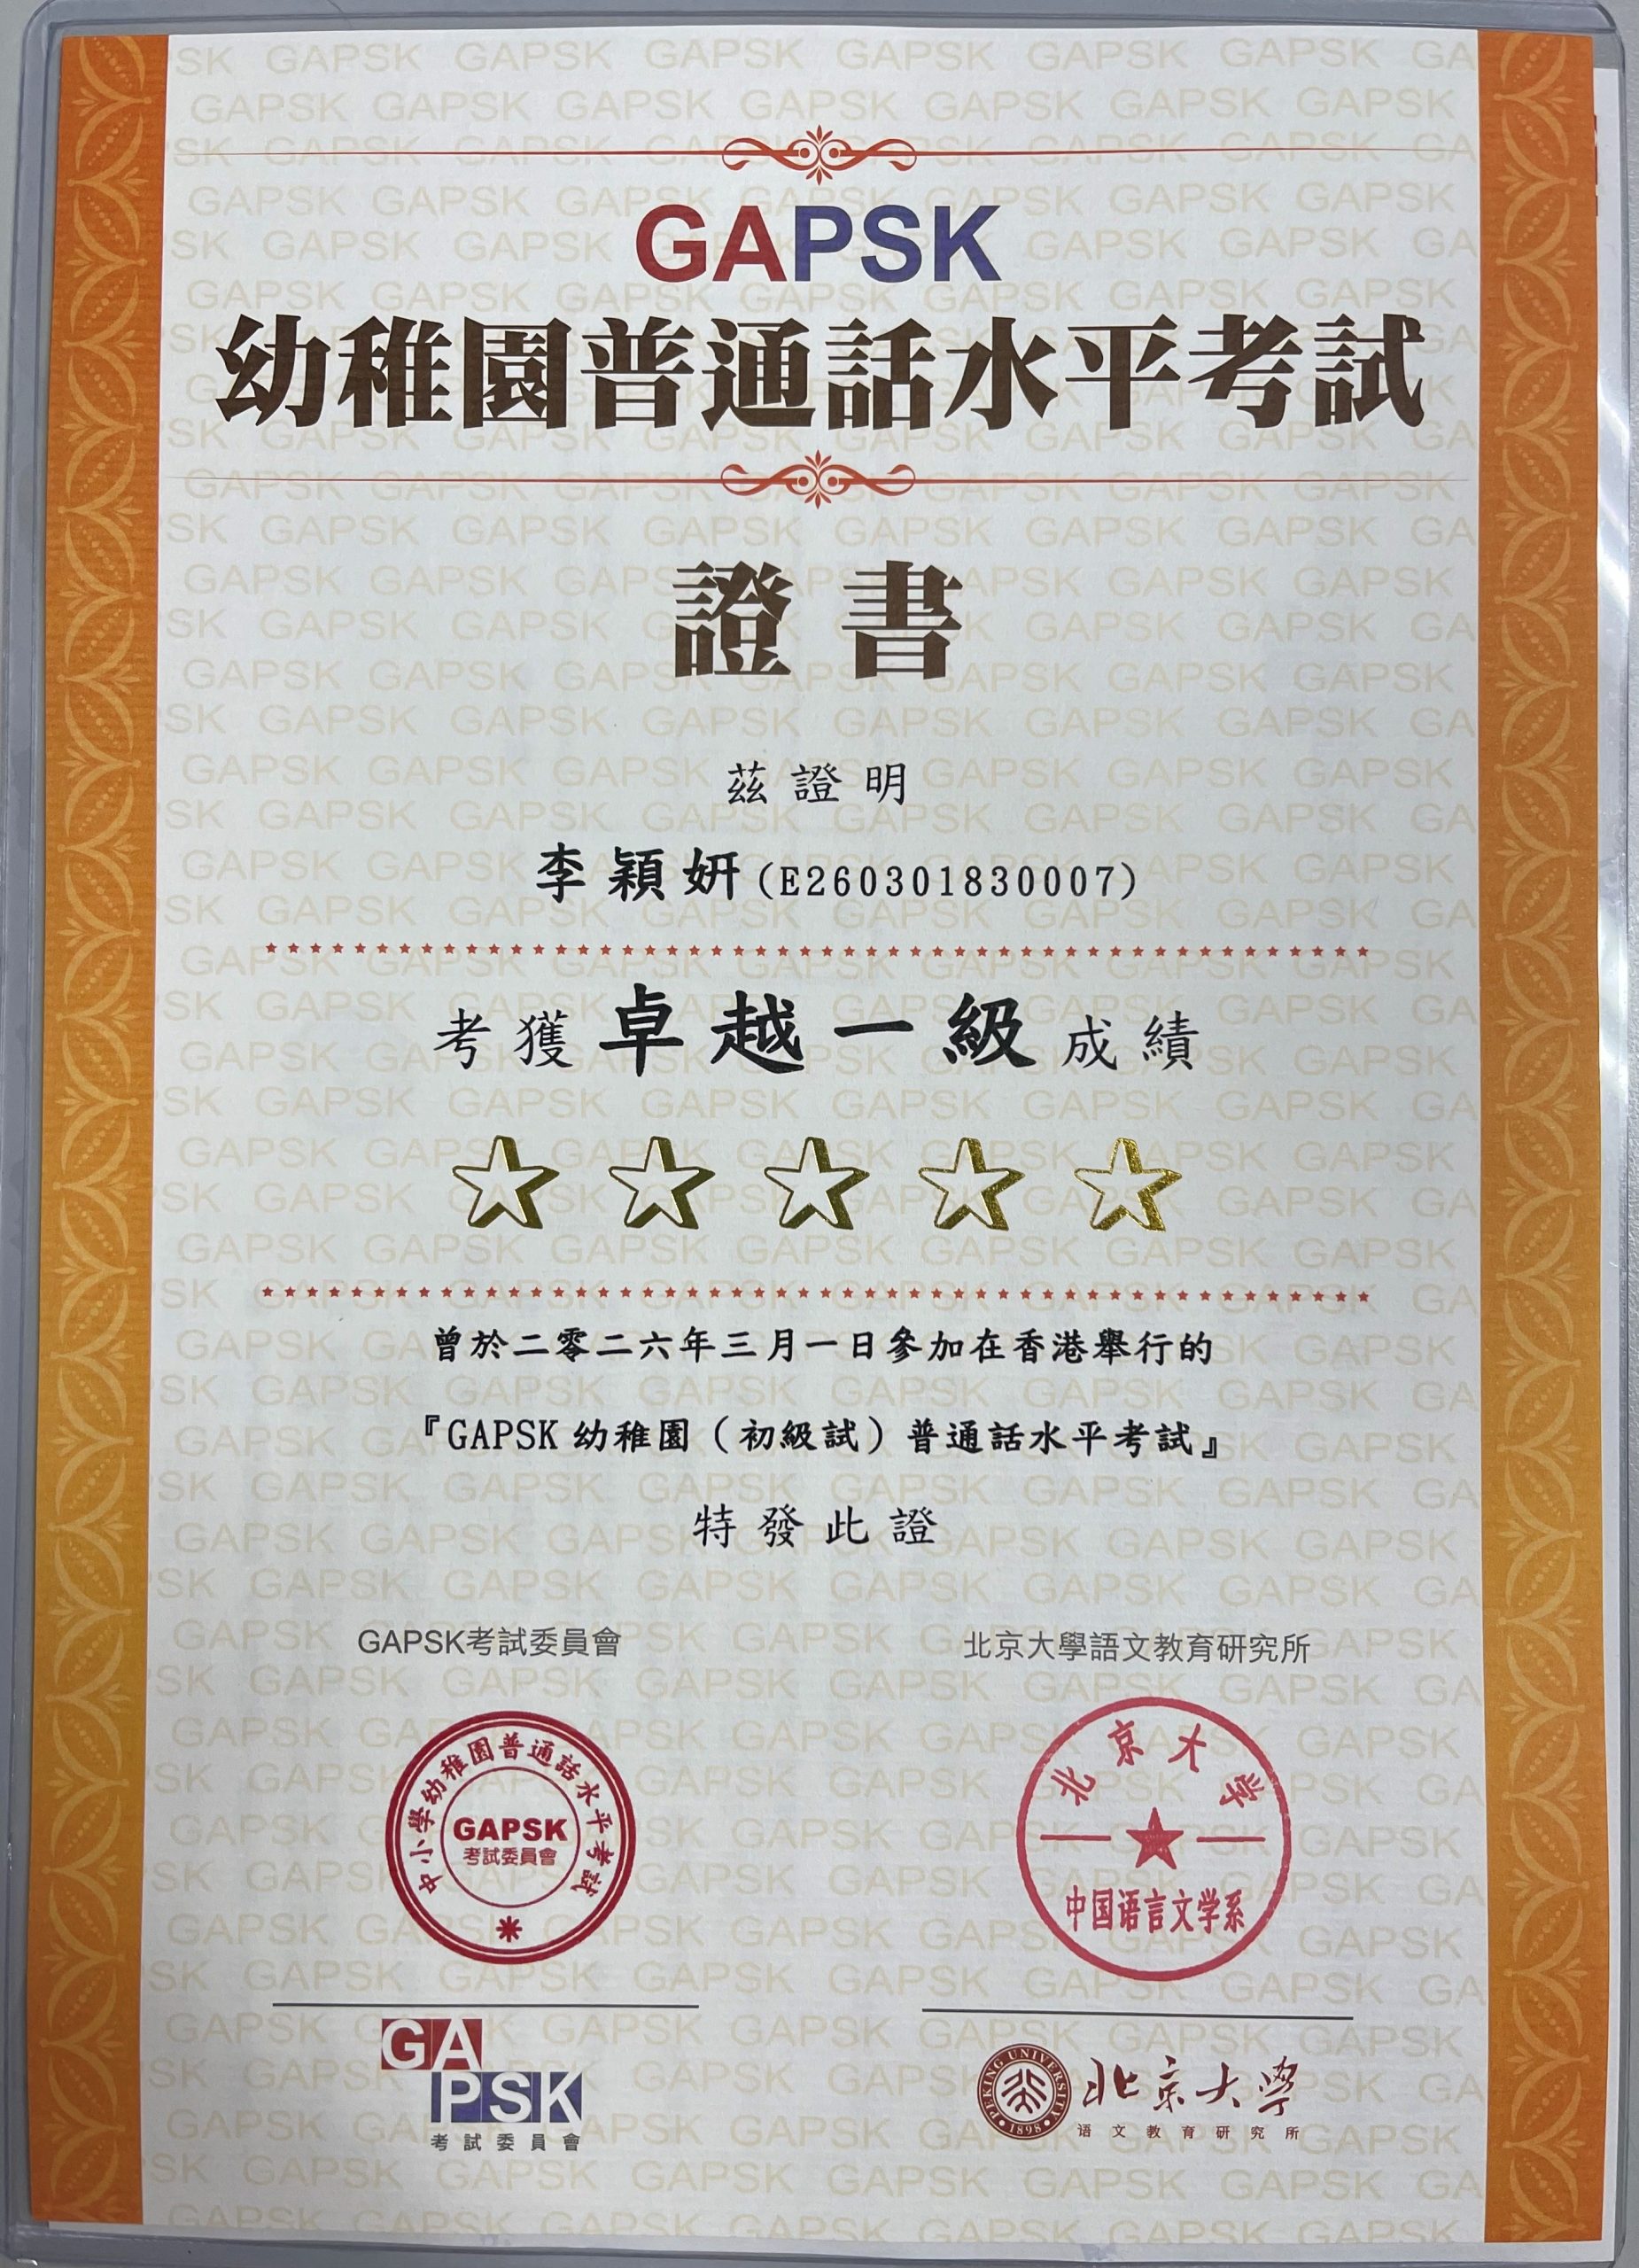 GAPSK
幼稚園普通話水平考試
證書
茲證明
李穎妍(E260301830007)
考獲卓越一級成績
曾於二零二六年三月一日參加在香港舉行的
『GAPSK 幼稚園（初級試）普通話水平考試』
特發此證
GAPSK考試委員會
北京大學語文教育研究所
中小學幼稚園普通話水平考試
GAPSK
考試委員會
北京大学
中国语言文学系
GAPSK
考試委員會
PEKING UNIVERSITY
1898
北京大學
语文教育研究所